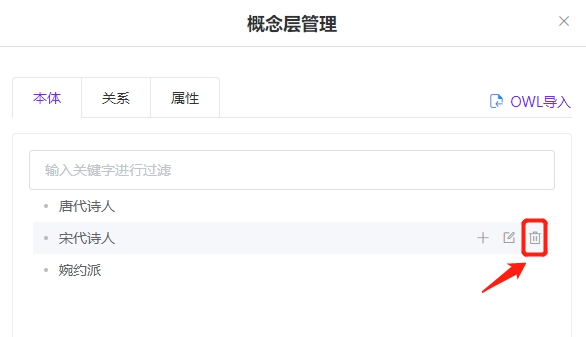 概念层管理
本体 关系 属性 OWL导入
输入关键字进行过滤
唐代诗人
宋代诗人
婉约派